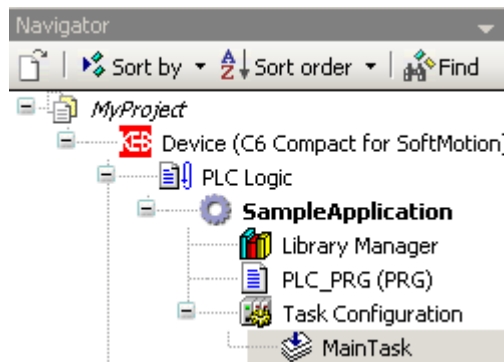 Navigator
Sort by Sort order Find
MyProject
KEB Device (C6 Compact for SoftMotion)
PLC Logic
SampleApplication
Library Manager
PLC_PRG (PRG)
Task Configuration
MainTask